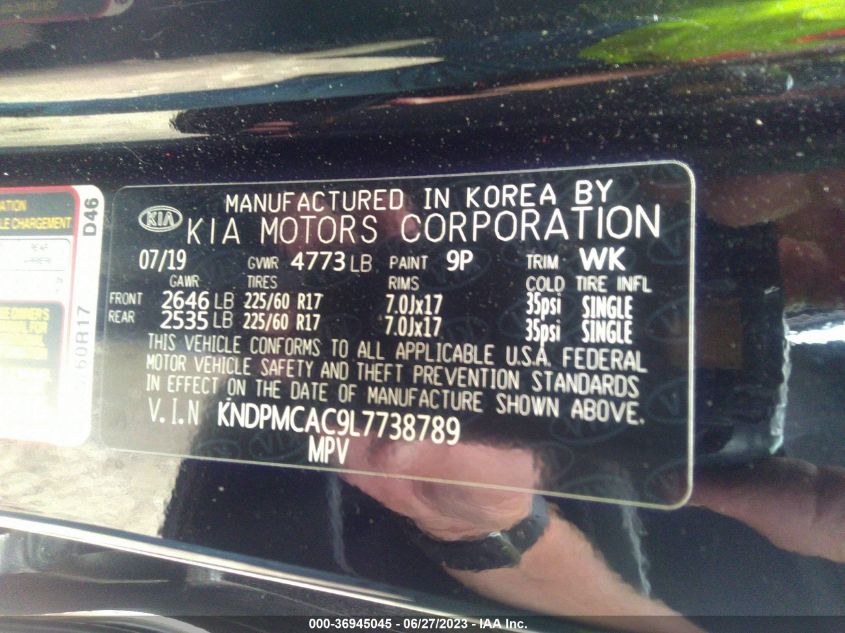 MANUFACTURED IN KOREA BY
KIA KIA MOTORS CORPORATION
07/19 GVWR 4773 LB PAINT 9P TRIM WK
GAWR TIRES RIMS COLD TIRE INFL
FRONT 2646 LB 225/60 R17 7.0Jx17 35psi SINGLE
REAR 2535 LB 225/60 R17 7.0Jx17 35psi SINGLE
THIS VEHICLE CONFORMS TO ALL APPLICABLE U.S.A. FEDERAL
MOTOR VEHICLE SAFETY AND THEFT PREVENTION STANDARDS
IN EFFECT ON THE DATE OF MANUFACTURE SHOWN ABOVE.
V.I.N KNDPMCAC9L7738789
MPV
D46
60R17
CHARGEMENT
000-36945045 - 06/27/2023 - IAA Inc.